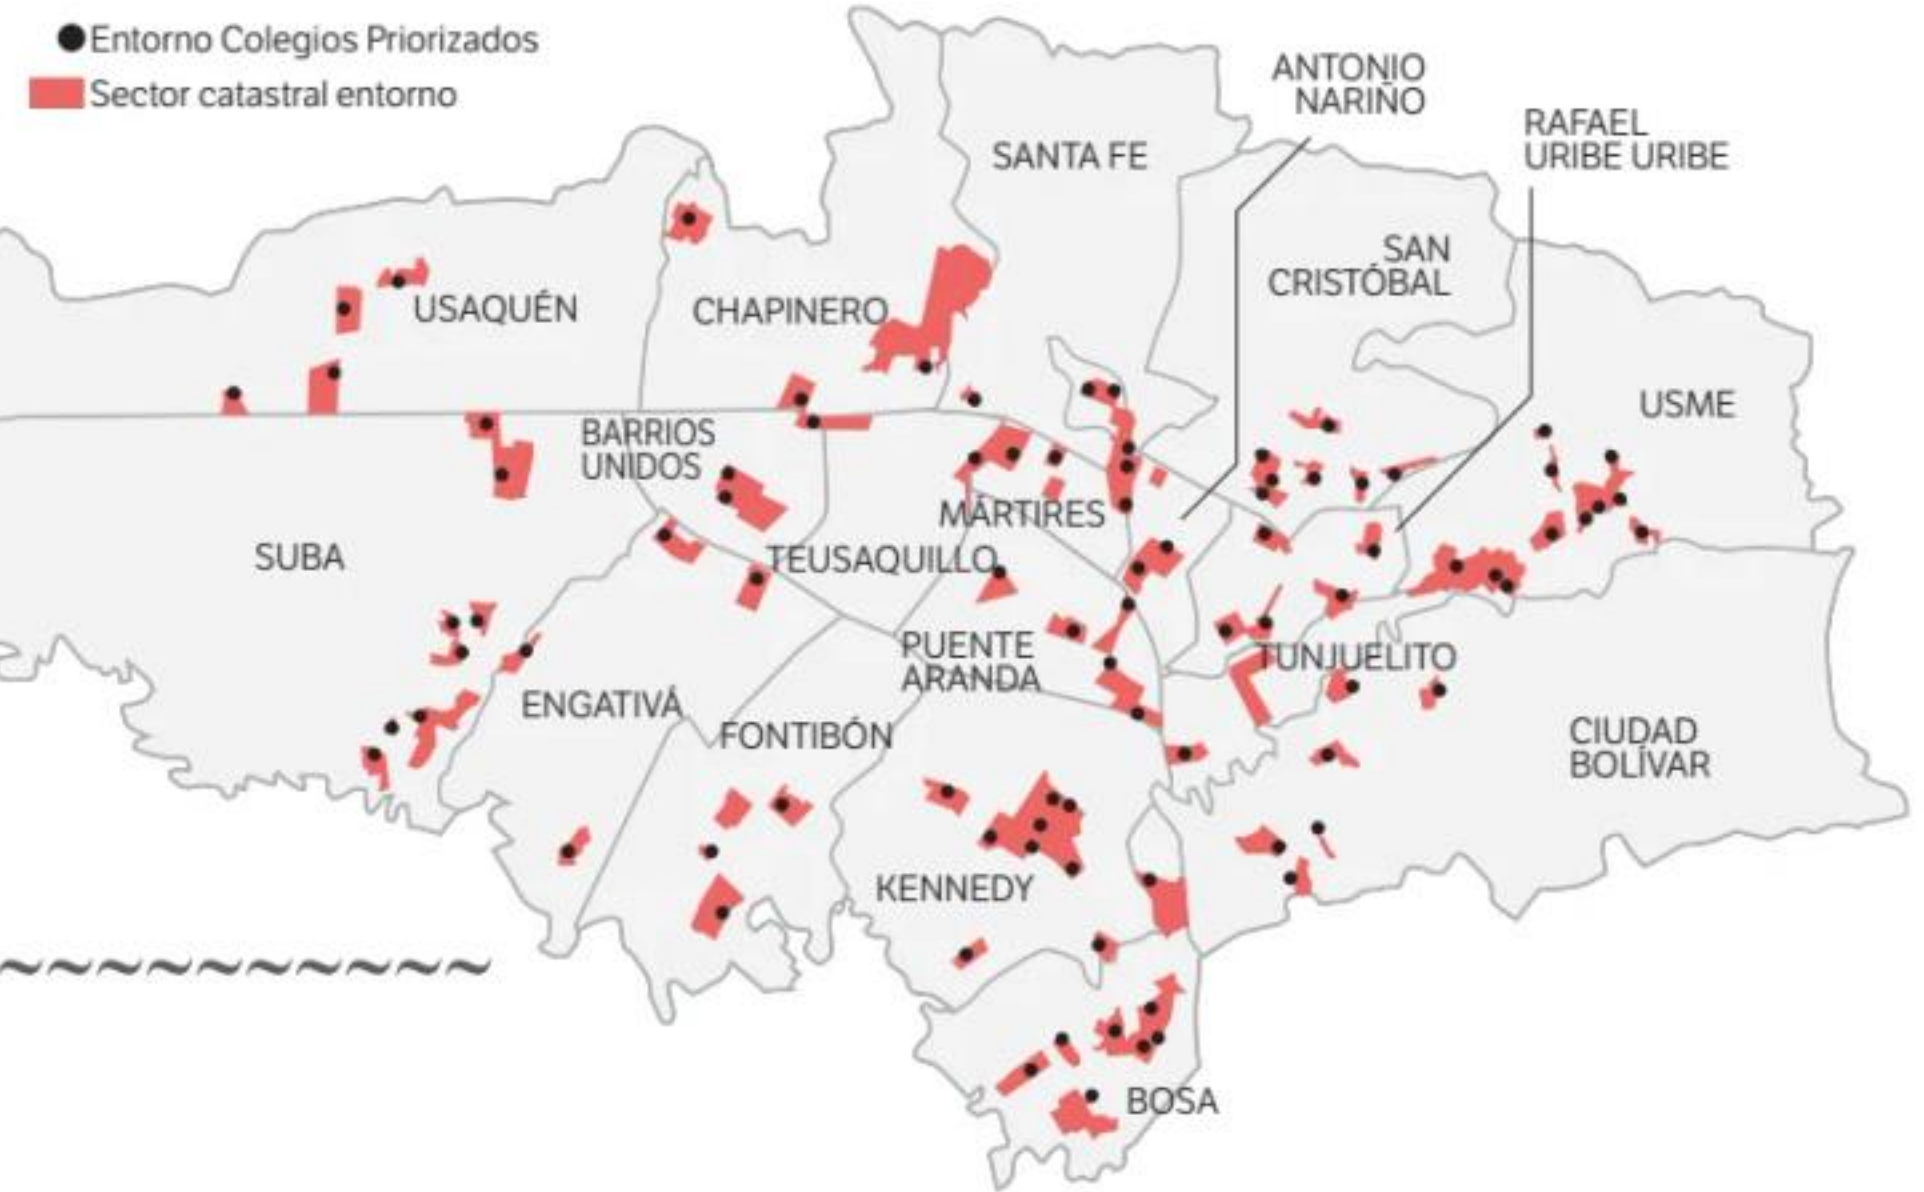 Entorno Colegios Priorizados
Sector catastral entorno
ANTONIO
NARIÑO
RAFAEL
URIBE URIBE
SANTA FE
SAN
CRISTÓBAL
USAQUÉN
CHAPINERO
USME
BARRIOS
UNIDOS
MÁRTIRES
SUBA
TEUSAQUILLO
PUENTE
ARANDA
TUNJUELITO
ENGATIVÁ
FONTIBÓN
CIUDAD
BOLÍVAR
KENNEDY
BOSA